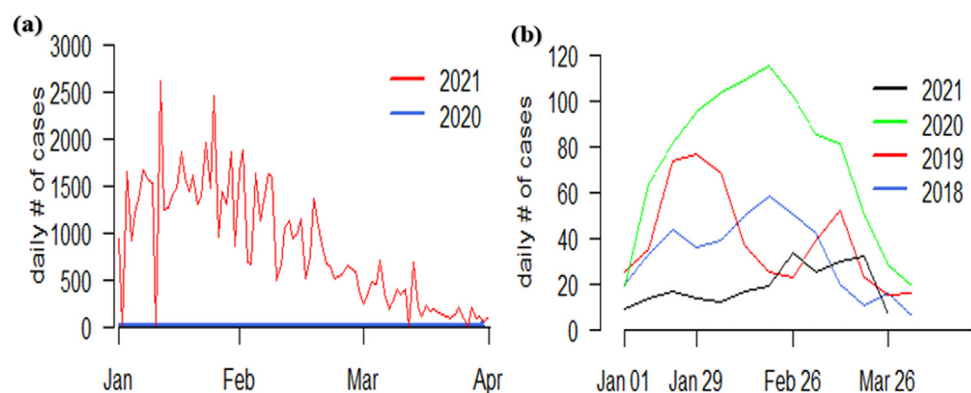 (a)
daily # of cases
3000
2500
2000
1500
1000
500
0
Jan
Feb
Mar
Apr
2021
2020
(b)
daily # of cases
120
100
80
60
40
20
0
Jan 01
Jan 29
Feb 26
Mar 26
2021
2020
2019
2018